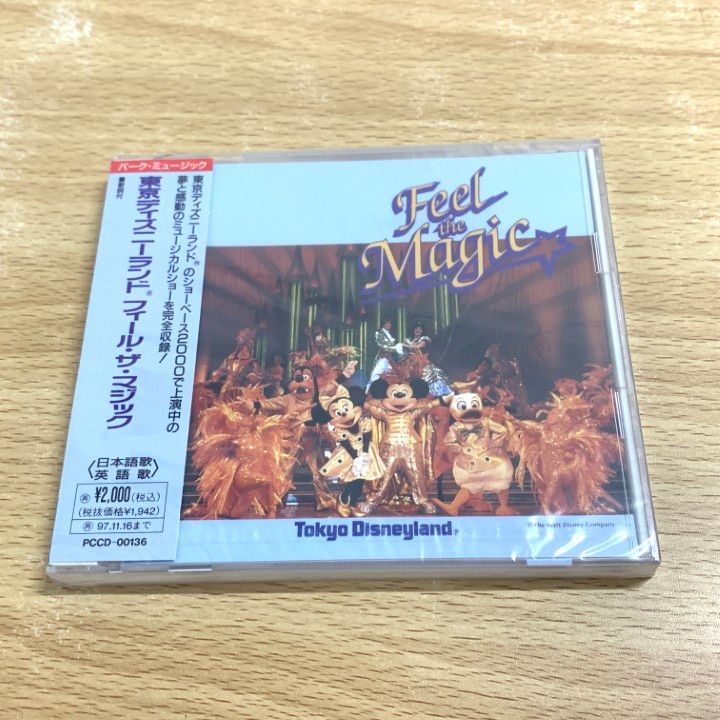 パーク・ミュージック
東京ディズニーランド®のショーベース2000で上演中の
夢と感動のミュージカルショーを完全収録!
東京ディズニーランド®フィール・ザ・マジック
〈日本語歌〉
〈英語歌〉
¥2,000(税込)
(税抜価格¥1,942)
97.11.16まで
PCCD-00136
Feel
the
Magic
Tokyo Disneyland®
© The Walt Disney Company